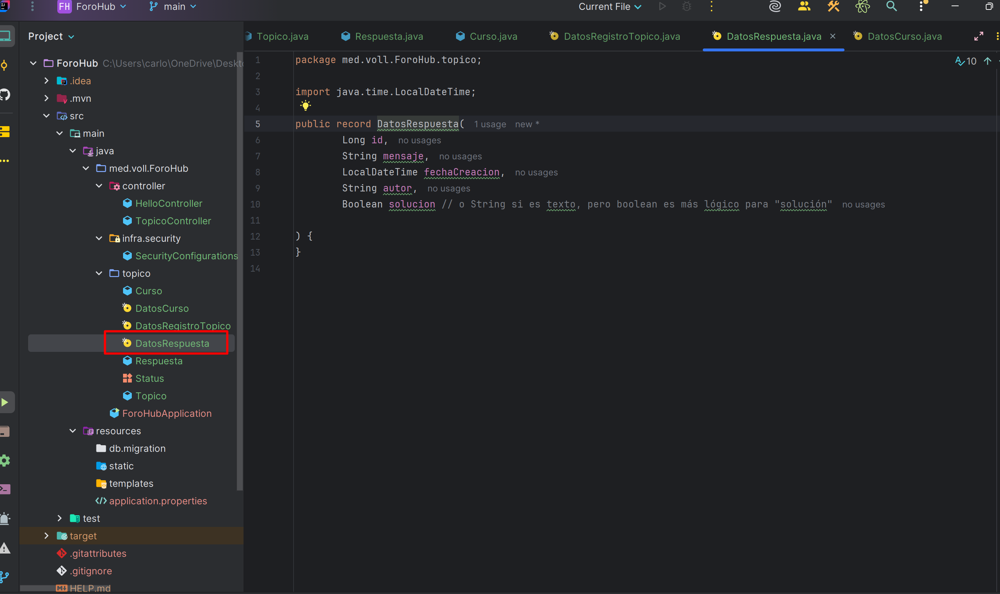 FH ForoHub main Current File
Project
Topico.java Respuesta.java Curso.java DatosRegistroTopico.java DatosRespuesta.java DatosCurso.java
ForoHub C:\Users\carlo\OneDrive\Deskto
.idea
.mvn
src
main
java
med.voll.ForoHub
controller
HelloController
TopicoController
infra.security
SecurityConfigurations
topico
Curso
DatosCurso
DatosRegistroTopico
DatosRespuesta
Respuesta
Status
Topico
ForoHubApplication
resources
db.migration
static
templates
application.properties
test
target
.gitattributes
.gitignore
HELP.md
10
1 package med.voll.ForoHub.topico;
2
3 import java.time.LocalDateTime;
4
5 public record DatosRespuesta( 1 usage new *
6 Long id, no usages
7 String mensaje, no usages
8 LocalDateTime fechaCreacion, no usages
9 String autor, no usages
10 Boolean solucion // o String si es texto, pero boolean es más lógico para "solución" no usages
11
12 ) {
13 }
14